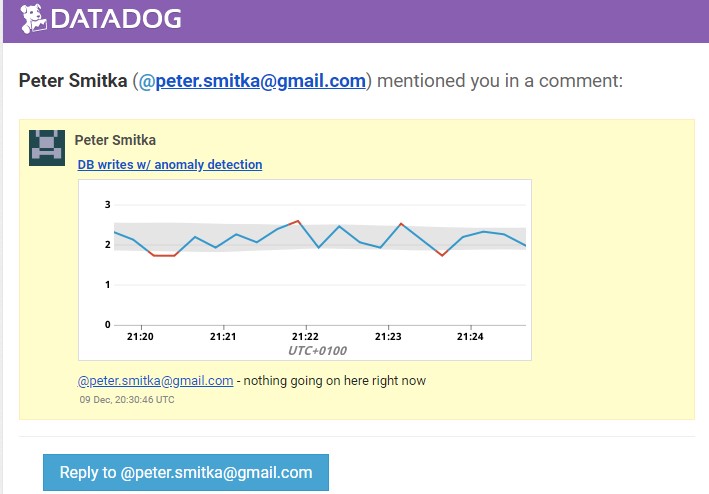 DATADOG
Peter Smitka (@peter.smitka@gmail.com) mentioned you in a comment:
Peter Smitka
DB writes w/ anomaly detection
3
2
1
0
21:20 21:21 21:22 21:23 21:24
UTC+0100
@peter.smitka@gmail.com - nothing going on here right now
09 Dec, 20:30:46 UTC
Reply to @peter.smitka@gmail.com